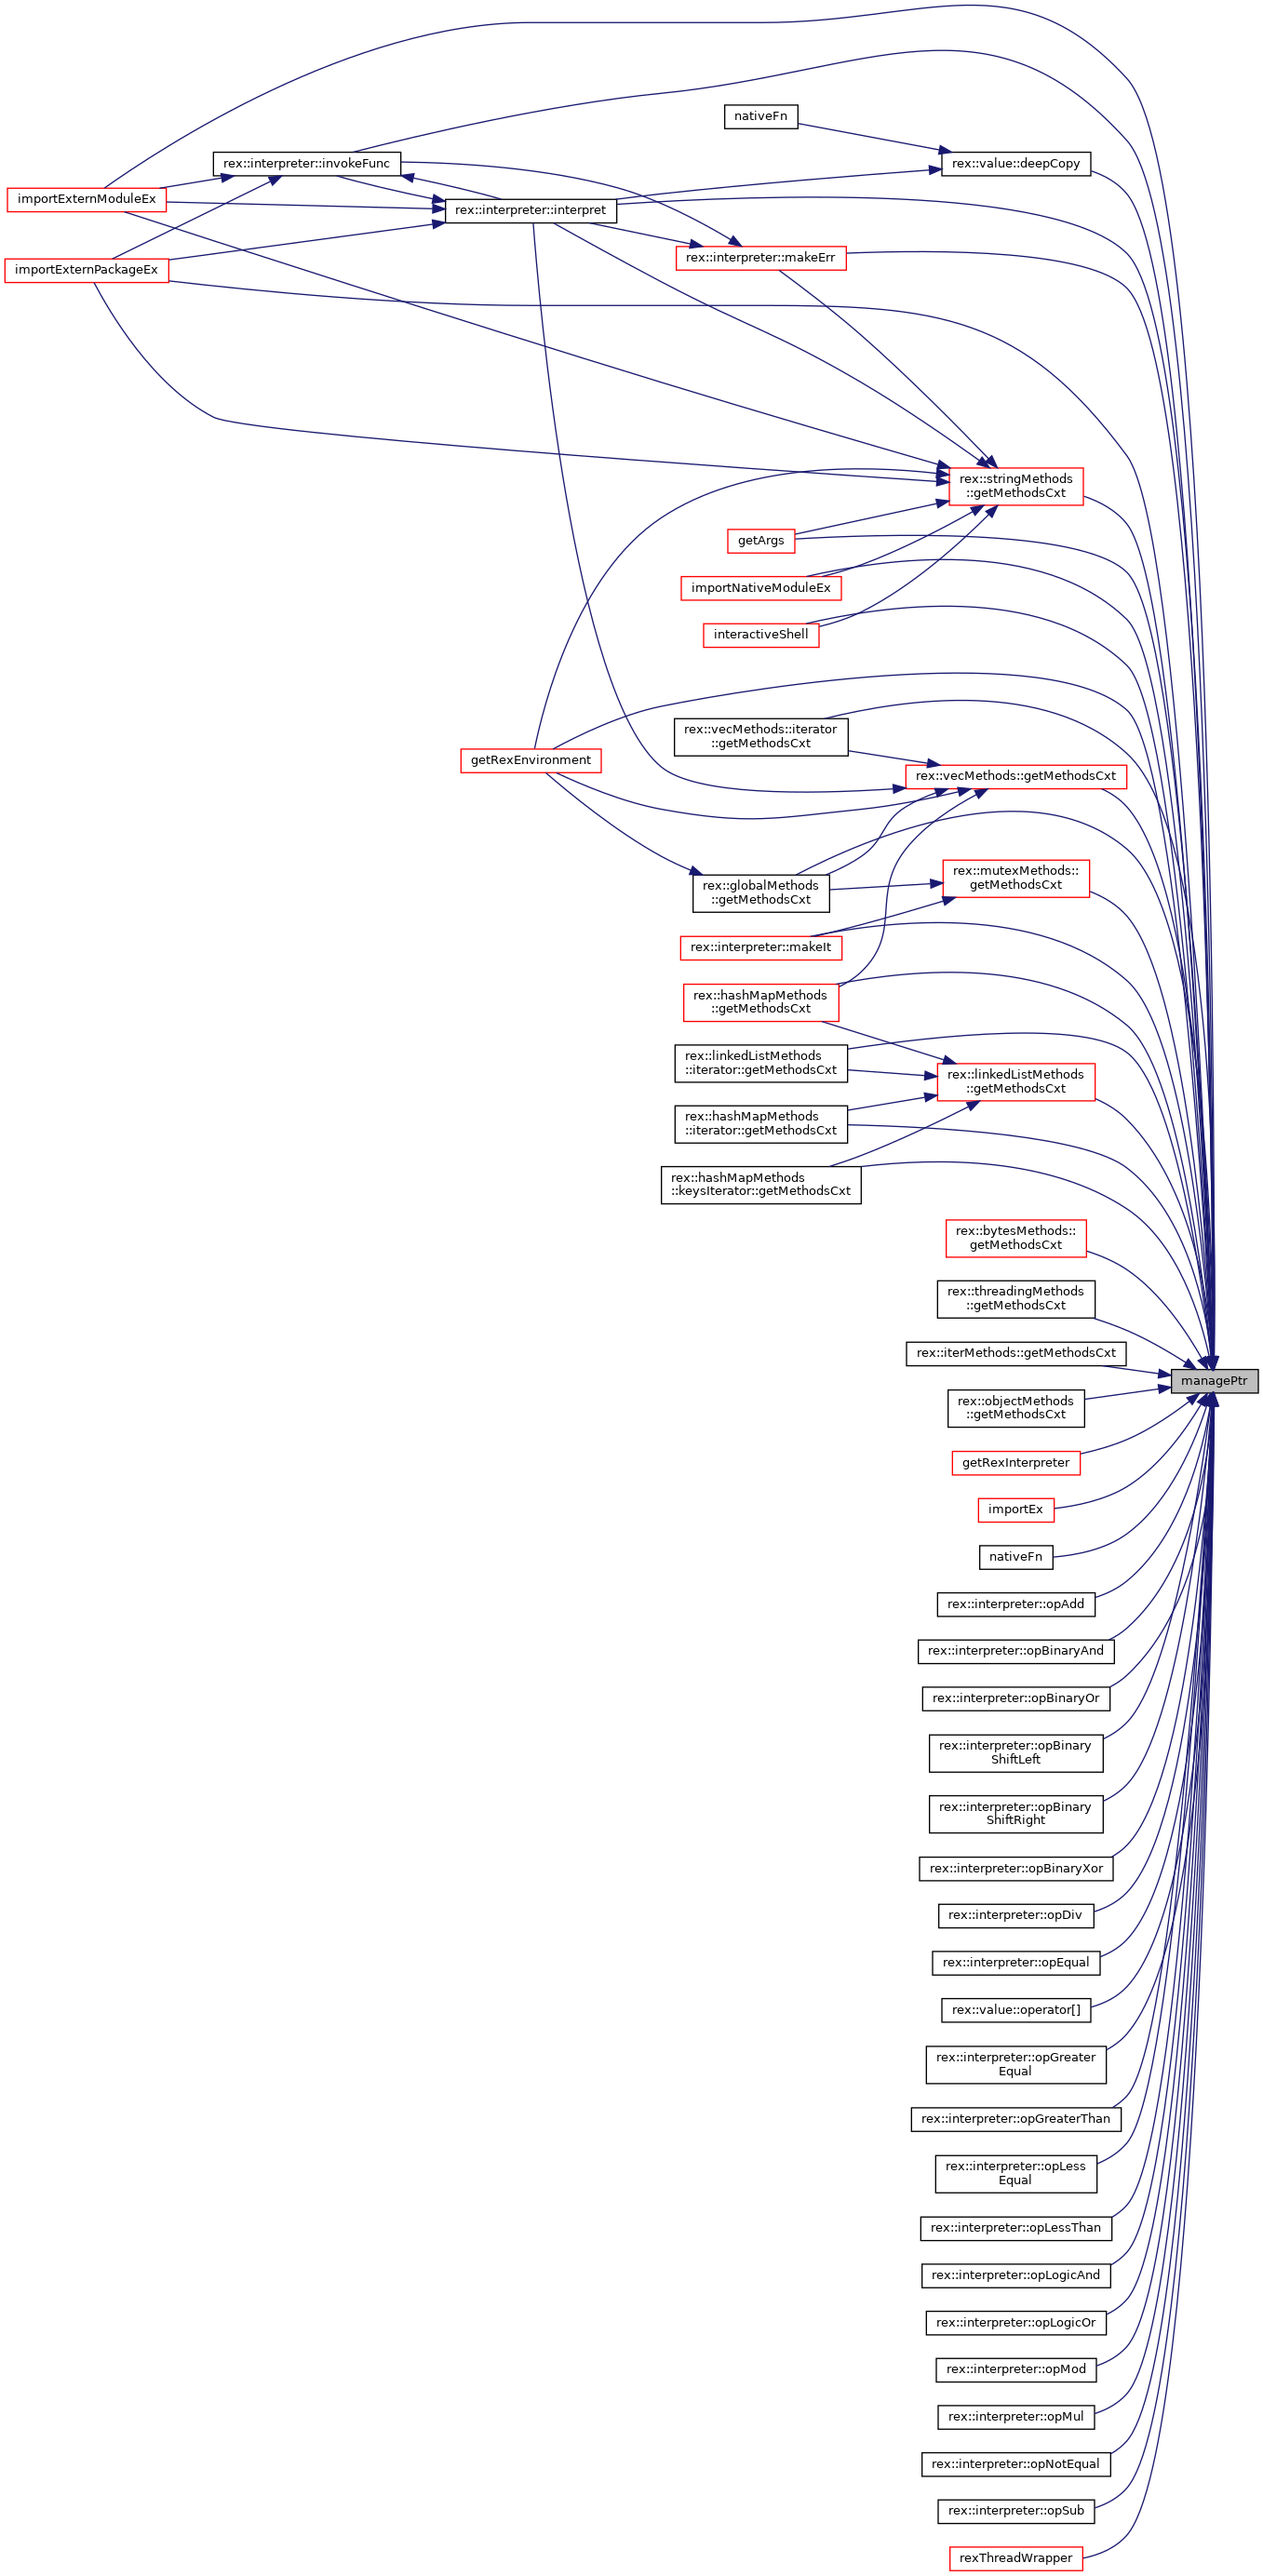 nativeFn
rex::interpreter::invokeFunc
rex::value::deepCopy
importExternModuleEx
rex::interpreter::interpret
rex::interpreter::makeErr
importExternPackageEx
rex::stringMethods
::getMethodsCxt
getArgs
importNativeModuleEx
interactiveShell
rex::vecMethods::iterator
::getMethodsCxt
getRexEnvironment
rex::vecMethods::getMethodsCxt
rex::globalMethods
::getMethodsCxt
rex::mutexMethods::
getMethodsCxt
rex::interpreter::makeIt
rex::hashMapMethods
::getMethodsCxt
rex::linkedListMethods
::iterator::getMethodsCxt
rex::linkedListMethods
::getMethodsCxt
rex::hashMapMethods
::iterator::getMethodsCxt
rex::hashMapMethods
::keysIterator::getMethodsCxt
rex::bytesMethods::
getMethodsCxt
rex::threadingMethods
::getMethodsCxt
rex::iterMethods::getMethodsCxt
managePtr
rex::objectMethods
::getMethodsCxt
getRexInterpreter
importEx
nativeFn
rex::interpreter::opAdd
rex::interpreter::opBinaryAnd
rex::interpreter::opBinaryOr
rex::interpreter::opBinary
ShiftLeft
rex::interpreter::opBinary
ShiftRight
rex::interpreter::opBinaryXor
rex::interpreter::opDiv
rex::interpreter::opEqual
rex::value::operator[]
rex::interpreter::opGreater
Equal
rex::interpreter::opGreaterThan
rex::interpreter::opLess
Equal
rex::interpreter::opLessThan
rex::interpreter::opLogicAnd
rex::interpreter::opLogicOr
rex::interpreter::opMod
rex::interpreter::opMul
rex::interpreter::opNotEqual
rex::interpreter::opSub
rexThreadWrapper